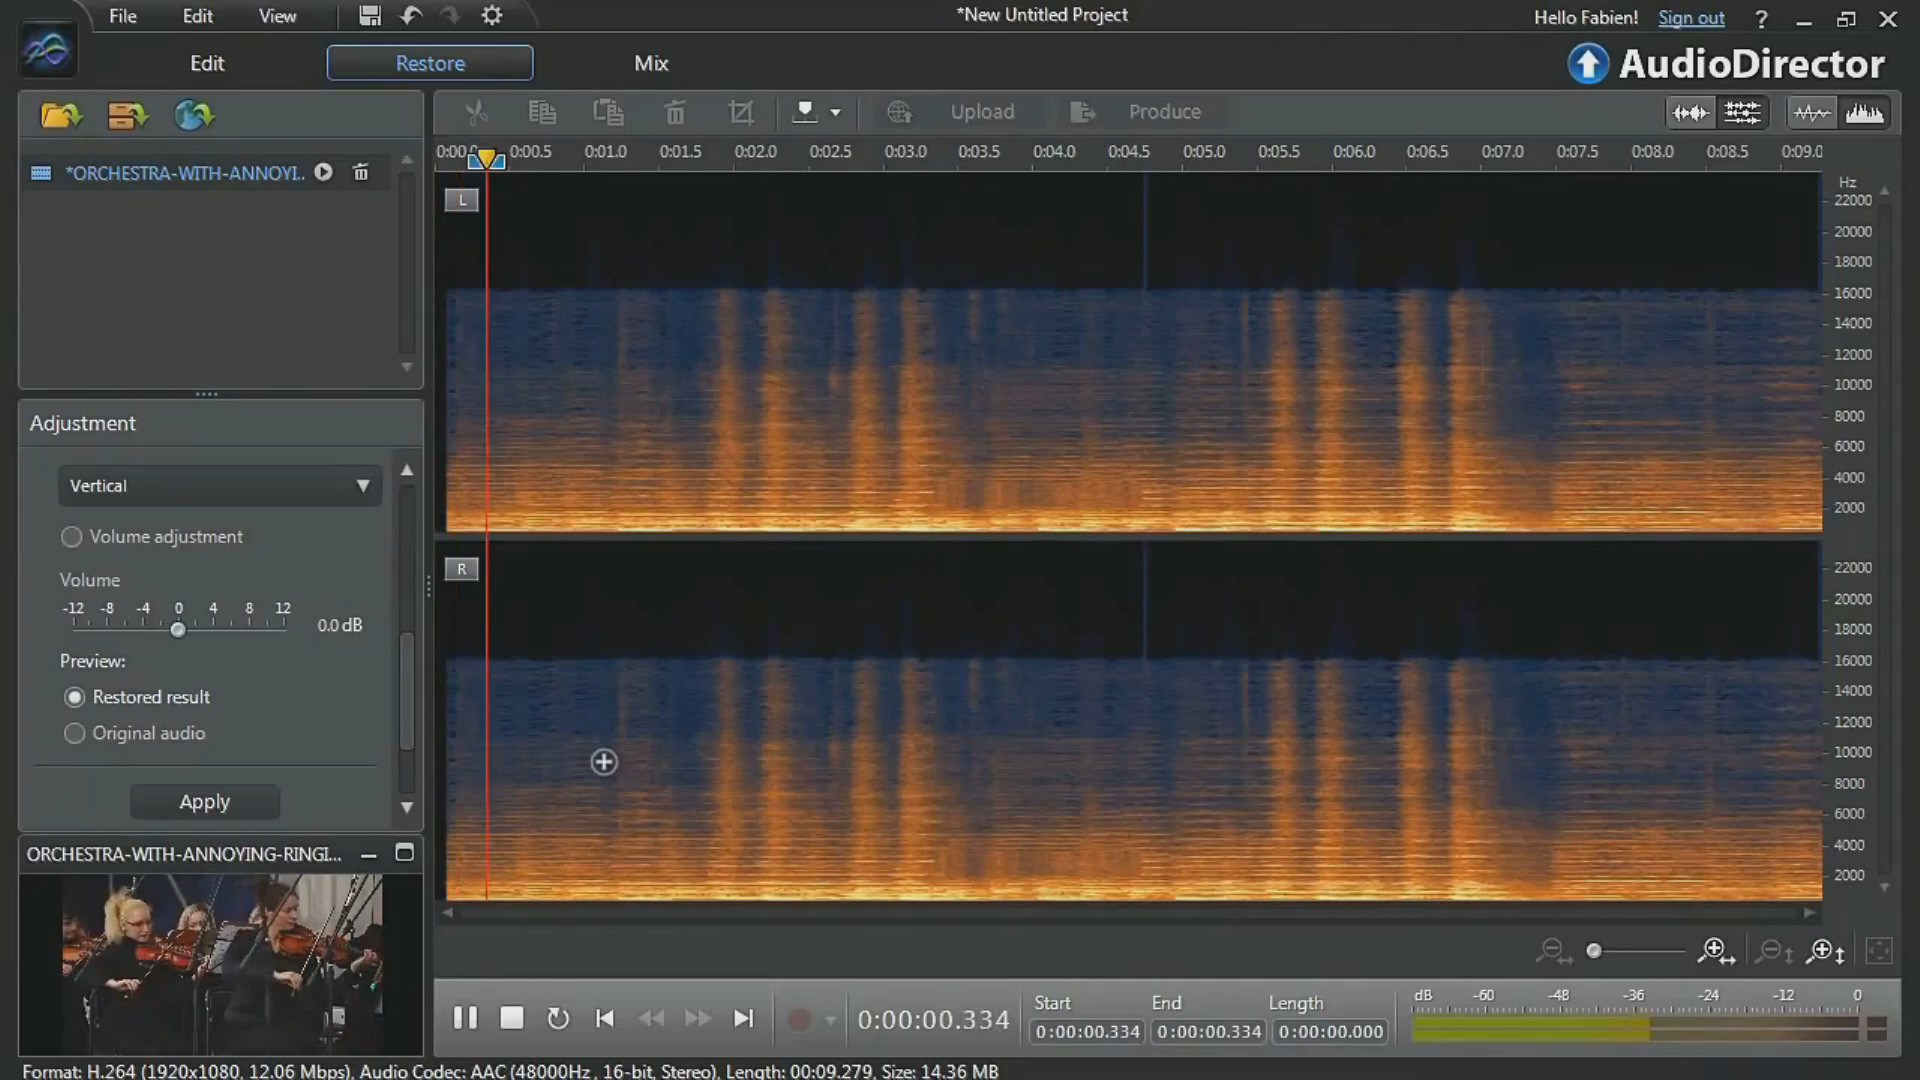 File Edit View *New Untitled Project Hello Fabien! Sign out ?
Edit Restore Mix AudioDirector
Upload Produce
*ORCHESTRA-WITH-ANNOYI..
0:00.0 0:00.5 0:01.0 0:01.5 0:02.0 0:02.5 0:03.0 0:03.5 0:04.0 0:04.5 0:05.0 0:05.5 0:06.0 0:06.5 0:07.0 0:07.5 0:08.0 0:08.5 0:09.0
L
Hz
22000
20000
18000
16000
14000
12000
10000
8000
6000
4000
2000
R
22000
20000
18000
16000
14000
12000
10000
8000
6000
4000
2000
Adjustment
Vertical
Volume adjustment
Volume
-12 -8 -4 0 4 8 12
0.0 dB
Preview:
Restored result
Original audio
Apply
ORCHESTRA-WITH-ANNOYING-RINGI...
0:00:00.334
Start End Length
0:00:00.334 0:00:00.334 0:00:00.000
dB -60 -48 -36 -24 -12 0
Format: H.264 (1920x1080, 12.06 Mbps), Audio Codec: AAC (48000Hz , 16-bit, Stereo), Length: 00:09.279, Size: 14.36 MB